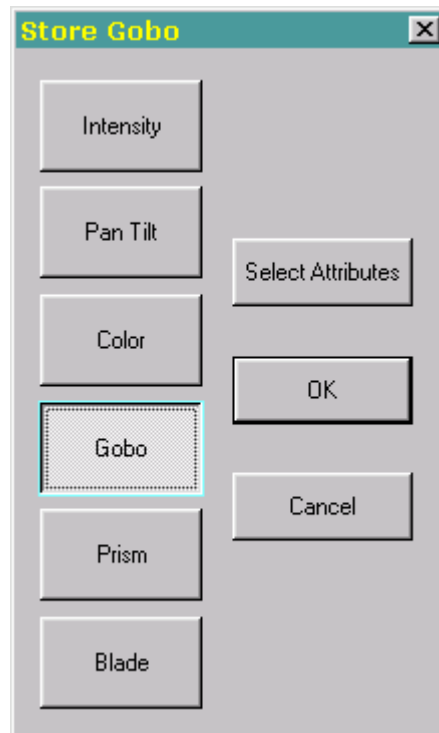 Store Gobo
Intensity
Pan Tilt
Color
Gobo
Prism
Blade
Select Attributes
OK
Cancel